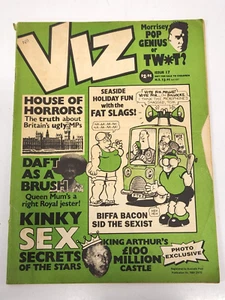 VIZ
Morrissey
POP
GENIUS
OF
TW*T?
ISSUE 37
HOUSE OF
HORRORS
The truth about
Britain's ugly MPs
SEASIDE
HOLIDAY FUN
with the
FAT SLAGS!
DAFT
AS A
BRUSH
Queen Mum's a
right Royal jester!
BIFFA BACON
SID THE SEXIST
KINKY
SEX
SECRETS
OF THE STARS
KING ARTHUR'S
£100
MILLION
CASTLE
PHOTO
EXCLUSIVE